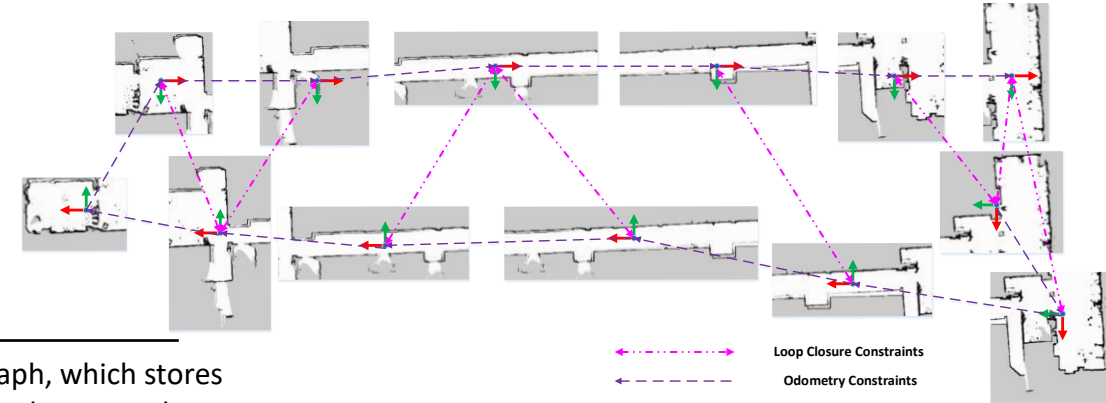 Loop Closure Constraints
aph, which stores
Odometry Constraints